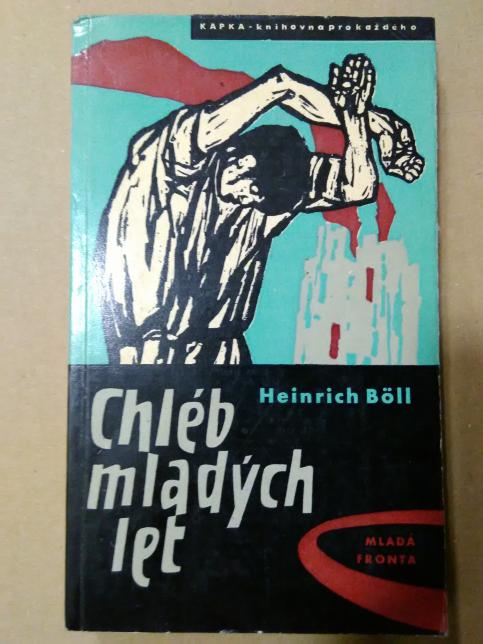 KAPKA - knihovna pro každého
Heinrich Böll
Chléb
mladých
let
MLADÁ
FRONTA